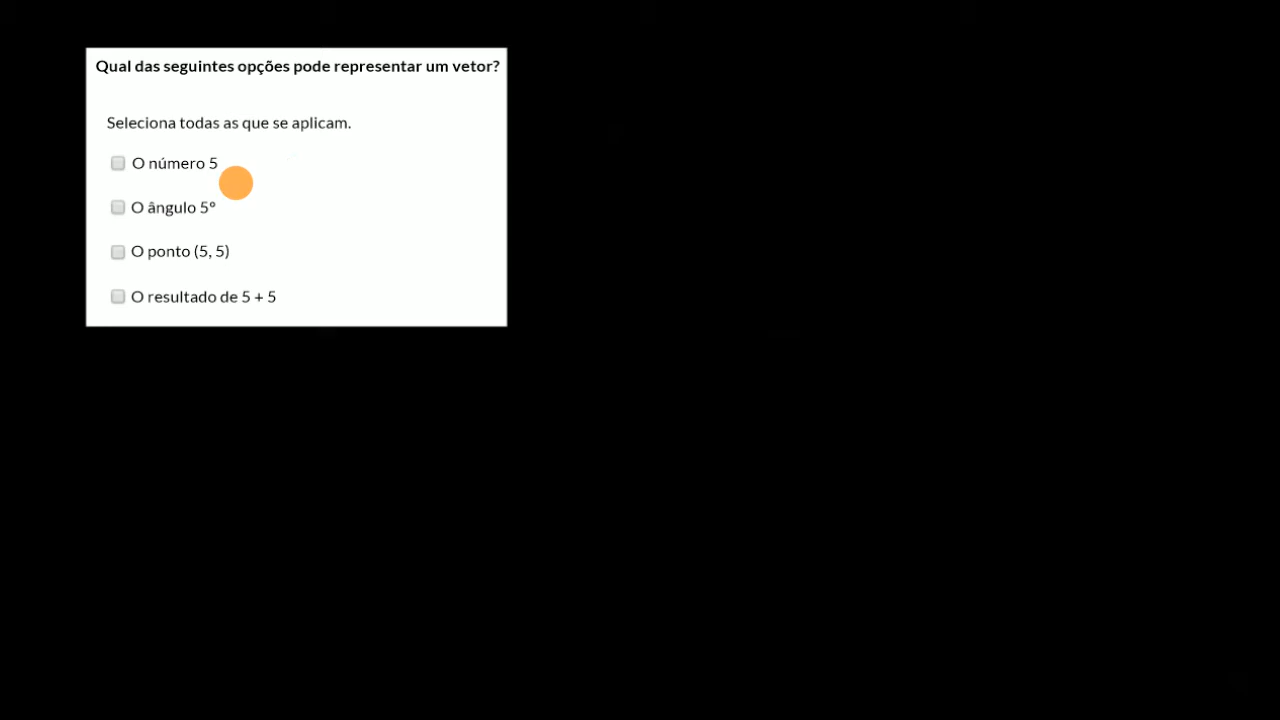 Qual das seguintes opções pode representar um vetor?
Seleciona todas as que se aplicam.
O número 5
O ângulo 5º
O ponto (5, 5)
O resultado de 5 + 5